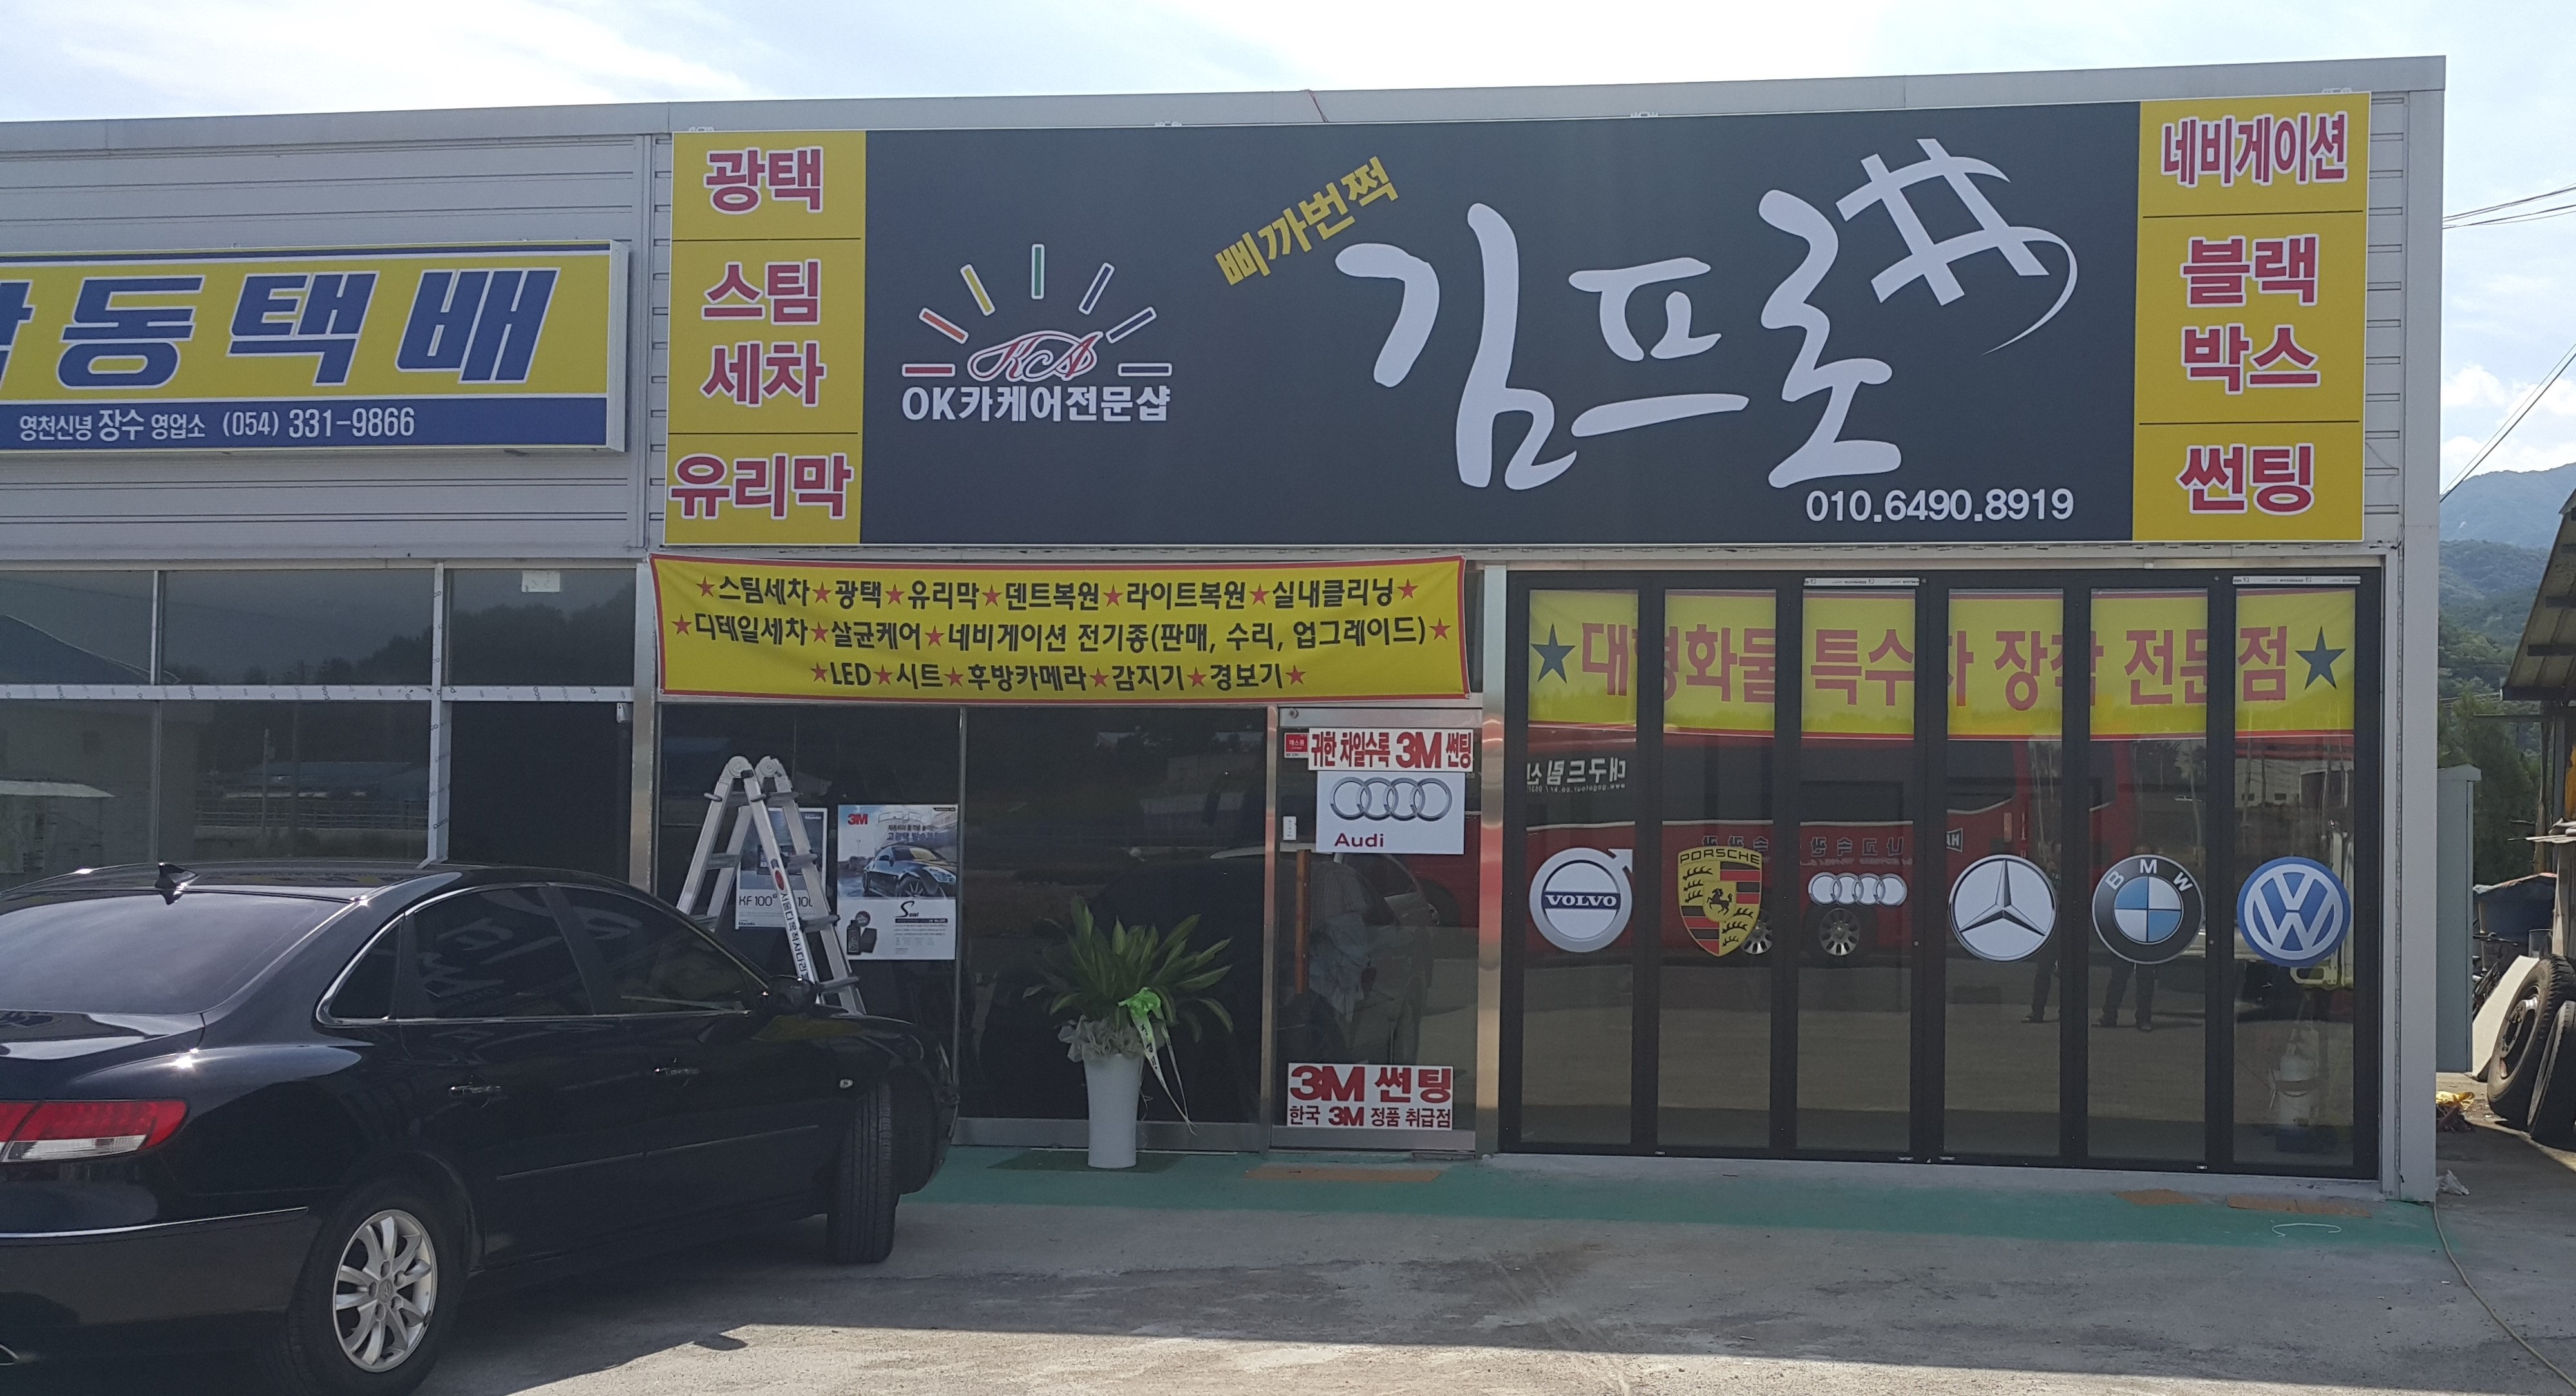 동택배
영천신녕 장수 영업소 (054) 331-9866
광택
스팀
세차
유리막
KCA
OK카케어전문샵
삐까번쩍
김프로#
010.6490.8919
네비게이션
블랙
박스
썬팅
★스팀세차★광택★유리막★덴트복원★라이트복원★실내클리닝★
★디테일세차★살균케어★네비게이션 전기종(판매, 수리, 업그레이드)★
★LED★시트★후방카메라★감지기★경보기★
★대형화물 특수차 장착 전문점★
귀한 차일수록 3M 썬팅
Audi
3M
KF 100
3M 썬팅
한국 3M 정품 취급점
VOLVO
PORSCHE
BMW